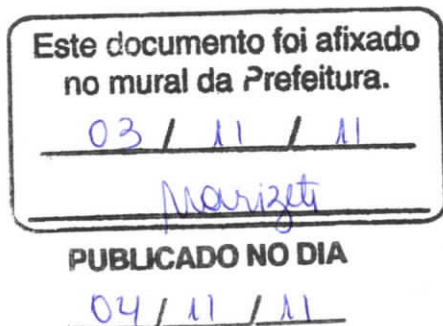 Este documento foi afixado
no mural da Prefeitura.
03 / 11 / 11
Marizeti
PUBLICADO NO DIA
04 / 11 / 11